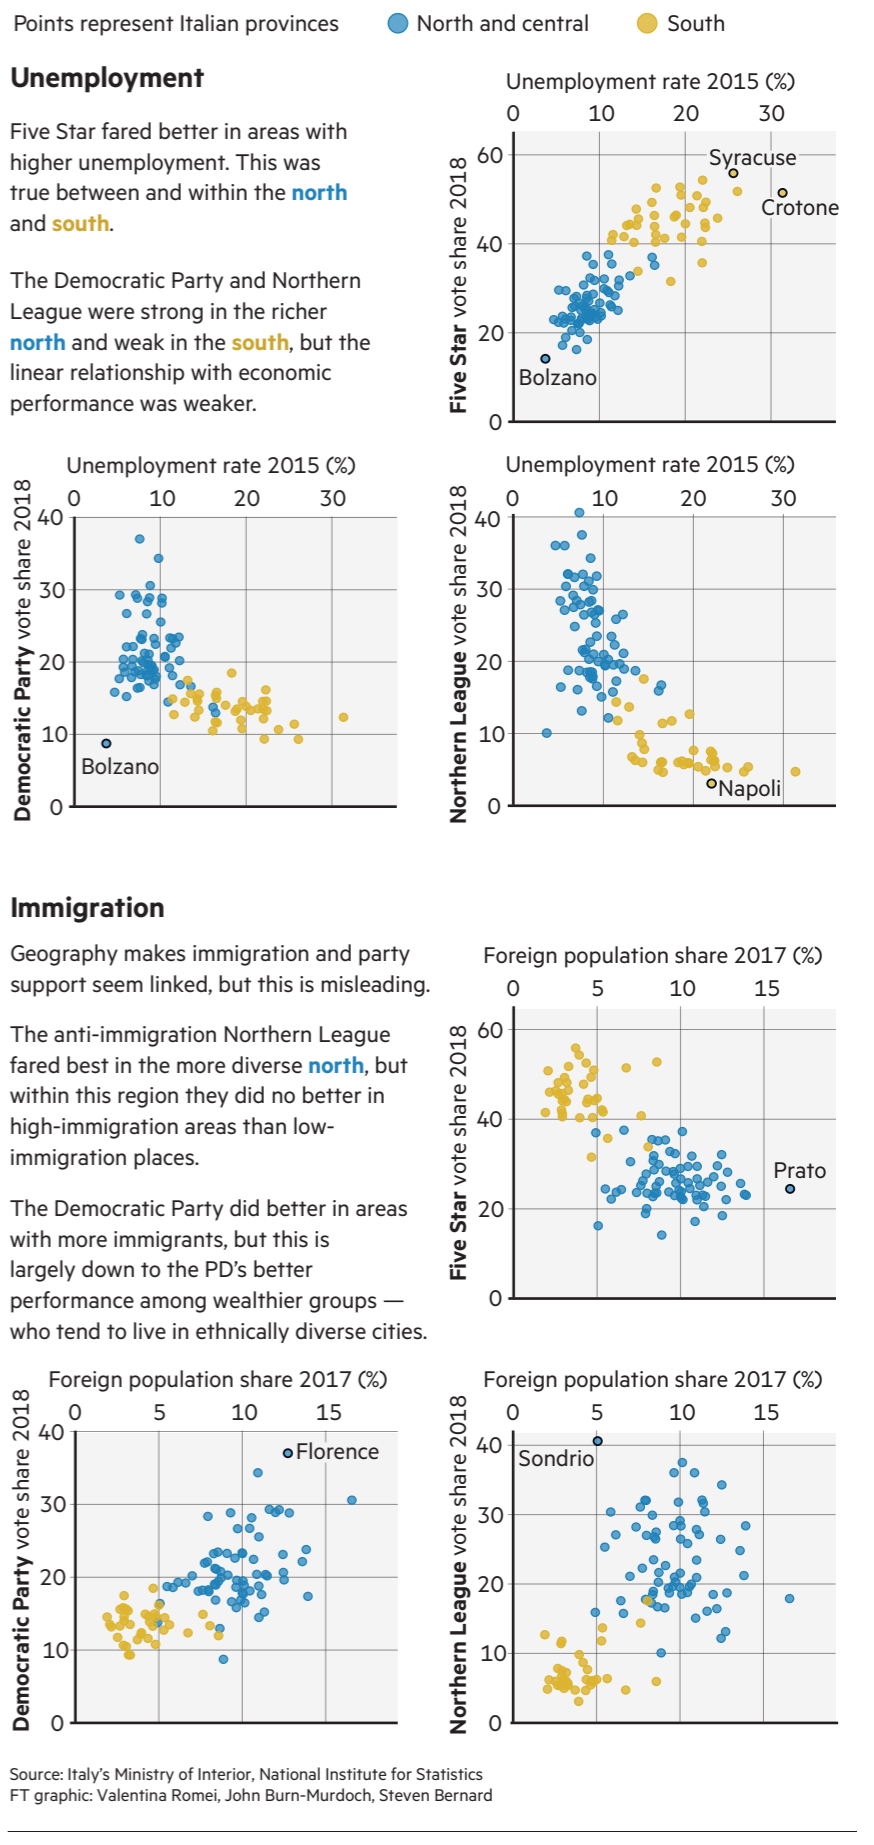 Points represent Italian provinces
North and central
South
Unemployment
Five Star fared better in areas with
higher unemployment. This was
true between and within the north
and south.
The Democratic Party and Northern
League were strong in the richer
north and weak in the south, but the
linear relationship with economic
performance was weaker.
Unemployment rate 2015 (%)
0 10 20 30
Five Star vote share 2018
60
40
20
0
Syracuse
Crotone
Bolzano
Unemployment rate 2015 (%)
0 10 20 30
Democratic Party vote share 2018
40
30
20
10
0
Bolzano
Unemployment rate 2015 (%)
0 10 20 30
Northern League vote share 2018
40
30
20
10
0
Napoli
Immigration
Geography makes immigration and party
support seem linked, but this is misleading.
The anti-immigration Northern League
fared best in the more diverse north, but
within this region they did no better in
high-immigration areas than low-
immigration places.
The Democratic Party did better in areas
with more immigrants, but this is
largely down to the PD’s better
performance among wealthier groups —
who tend to live in ethnically diverse cities.
Foreign population share 2017 (%)
0 5 10 15
Five Star vote share 2018
60
40
20
0
Prato
Foreign population share 2017 (%)
0 5 10 15
Democratic Party vote share 2018
40
30
20
10
0
Florence
Foreign population share 2017 (%)
0 5 10 15
Northern League vote share 2018
40
30
20
10
0
Sondrio
Source: Italy’s Ministry of Interior, National Institute for Statistics
FT graphic: Valentina Romei, John Burn-Murdoch, Steven Bernard